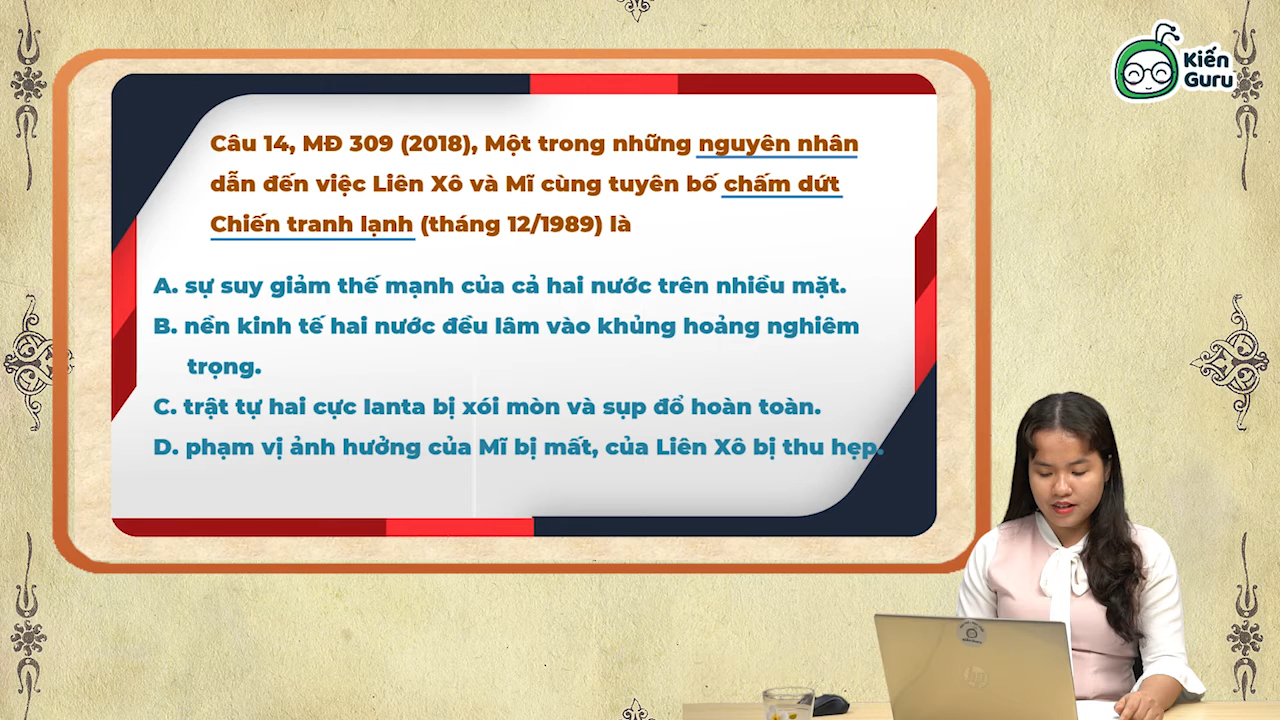 Kiến
Guru
Câu 14, MĐ 309 (2018), Một trong những nguyên nhân
dẫn đến việc Liên Xô và Mĩ cùng tuyên bố chấm dứt
Chiến tranh lạnh (tháng 12/1989) là
A. sự suy giảm thế mạnh của cả hai nước trên nhiều mặt.
B. nền kinh tế hai nước đều lâm vào khủng hoảng nghiêm
trọng.
C. trật tự hai cực Ianta bị xói mòn và sụp đổ hoàn toàn.
D. phạm vị ảnh hưởng của Mĩ bị mất, của Liên Xô bị thu hẹp.
hp